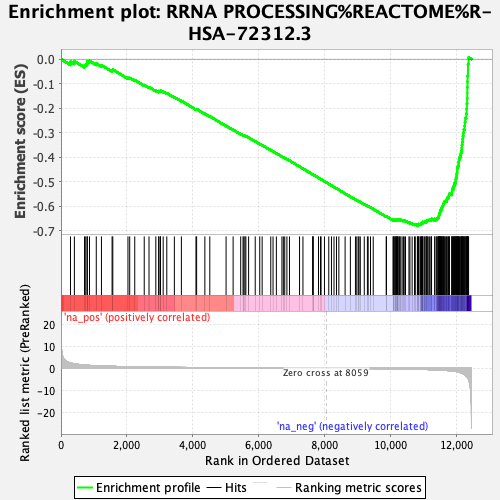 Enrichment plot: RRNA PROCESSING%REACTOME%R-
HSA-72312.3
Enrichment score (ES)
0.0
-0.1
-0.2
-0.3
-0.4
-0.5
-0.6
-0.7
'na_pos' (positively correlated)
Ranked list metric (PreRanked)
20
10
0
-10
-20
Zero cross at 8059
'na_neg' (negatively correlated)
0
2,000
4,000
6,000
8,000
10,000
12,000
Rank in Ordered Dataset
Enrichment profile
Hits
Ranking metric scores